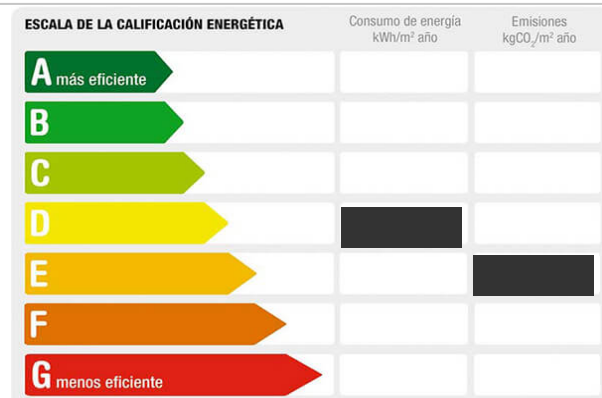 ESCALA DE LA CALIFICACIÓN ENERGÉTICA
Consumo de energía
kWh/m² año
Emisiones
kgCO₂/m² año
A más eficiente
B
C
D
E
F
G menos eficiente